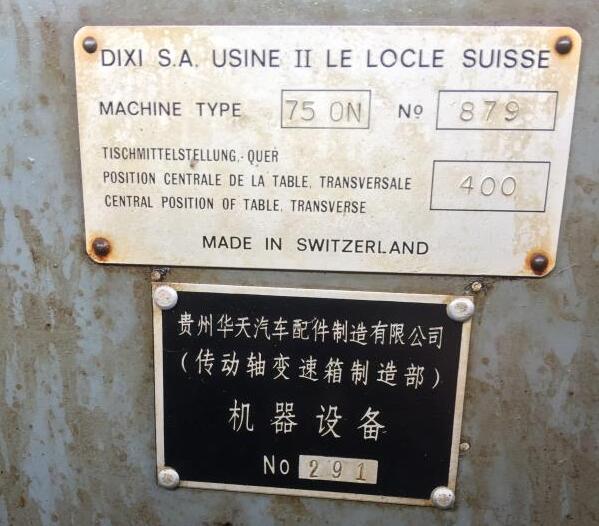 DIXI S.A. USINE II LE LOCLE SUISSE
MACHINE TYPE 75 ON No 879
TISCHMITTELSTELLUNG, QUER
POSITION CENTRALE DE LA TABLE, TRANSVERSALE 400
CENTRAL POSITION OF TABLE, TRANSVERSE
MADE IN SWITZERLAND
贵州华天汽车配件制造有限公司
(传动轴变速箱制造部)
机器设备
No 291